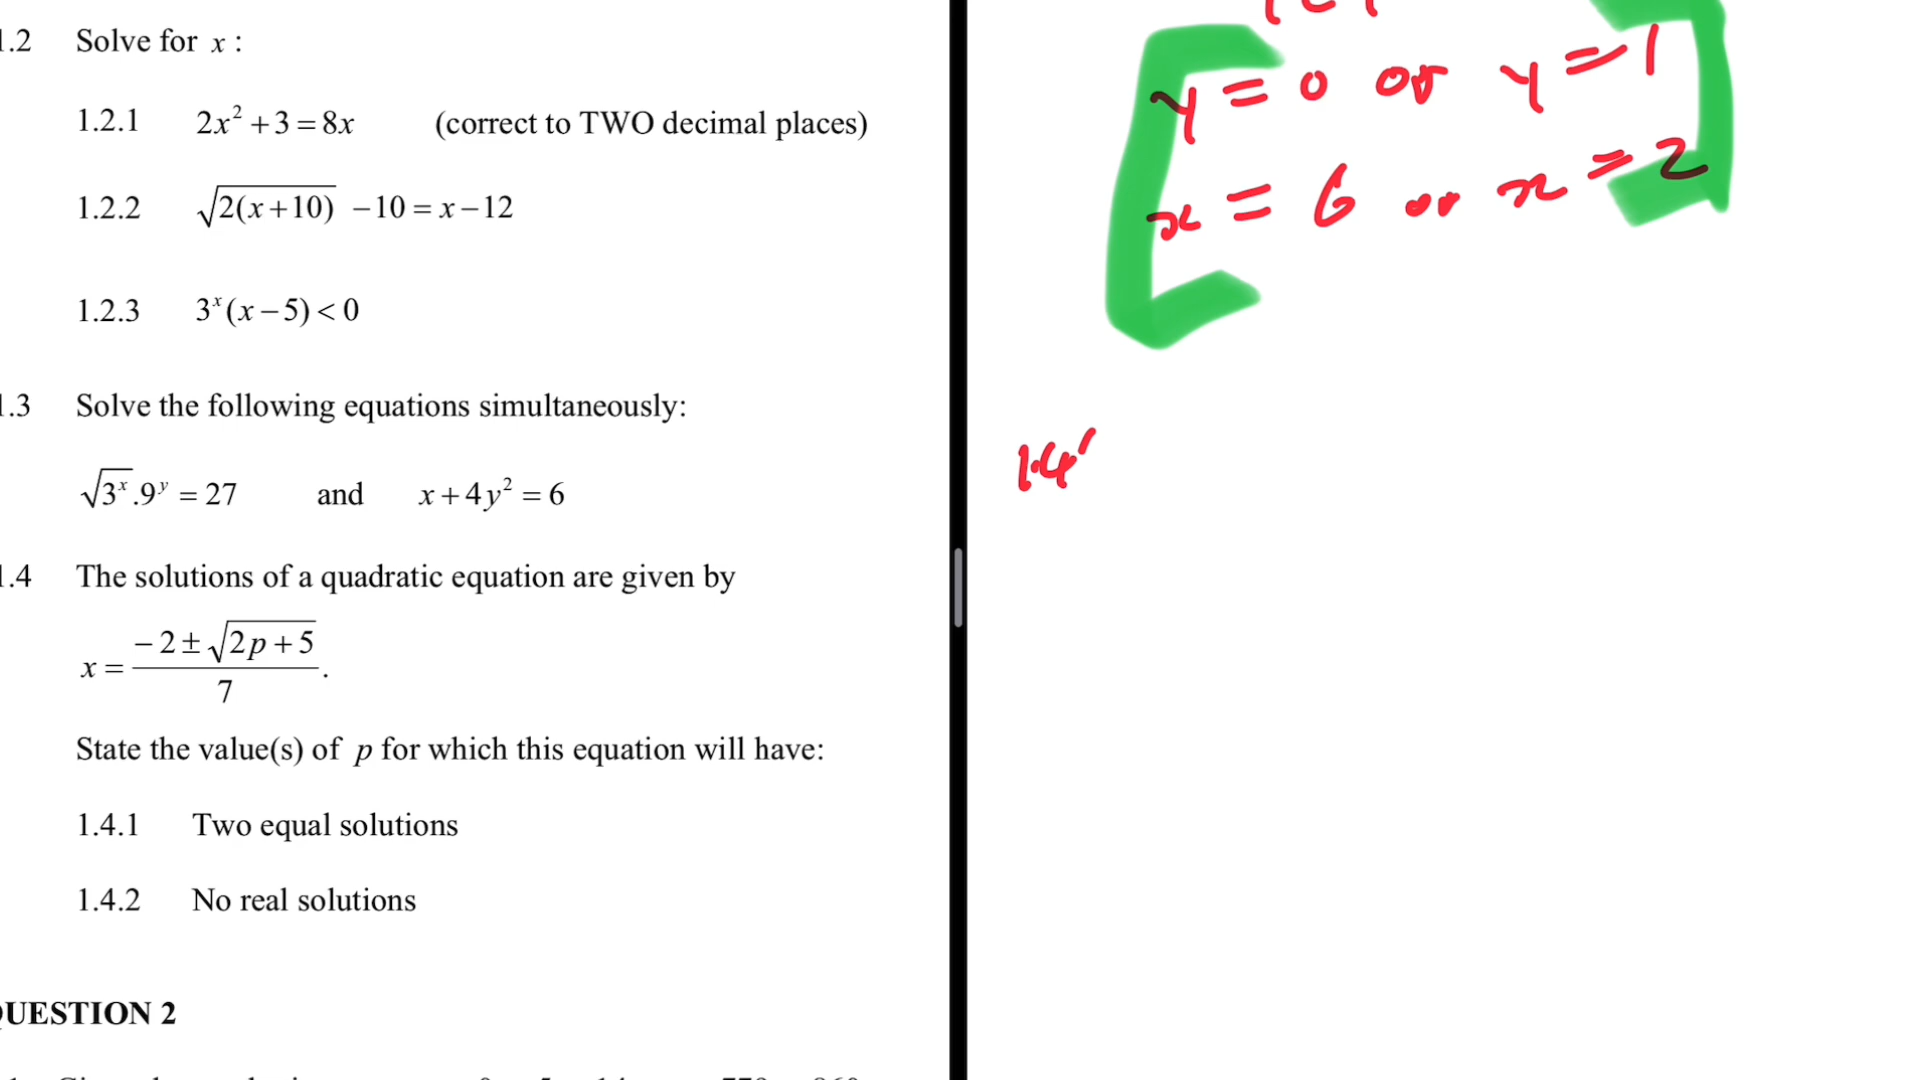 1.2 Solve for x :
1.2.1 2x² + 3 = 8x (correct to TWO decimal places)
1.2.2 √(2(x+10)) − 10 = x − 12
1.2.3 3ˣ(x − 5) < 0
1.3 Solve the following equations simultaneously:
√(3ˣ).9ʸ = 27 and x + 4y² = 6
1.4 The solutions of a quadratic equation are given by
x = (−2 ± √(2p + 5))/7 .
State the value(s) of p for which this equation will have:
1.4.1 Two equal solutions
1.4.2 No real solutions
QUESTION 2
y = 0 or y = 1
x = 6 or x = 2
1.4